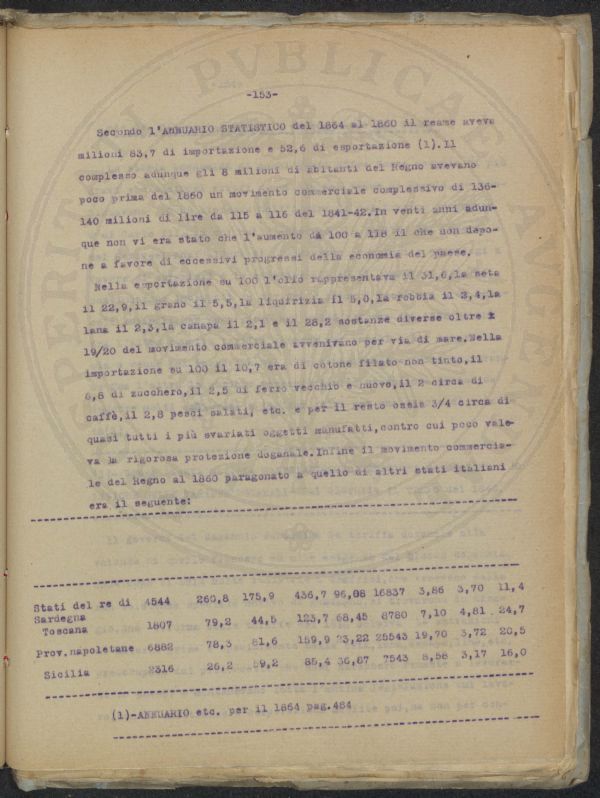 -153-
Secondo l'ANNUARIO STATISTICO del 1864 al 1860 il reame aveva
milioni 83,7 di importazione e 52,6 di esportazione (1).Il
complesso adunque gli 8 milioni di abitanti del Regno avevano
poco prima del 1860 un movimento commerciale complessivo di 136-
140 milioni di lire da 115 a 116 del 1841-42.In venti anni adun-
que non vi era stato che l'aumento da 100 a 118 il che non depo-
ne a favore di eccessivi progressi della economia del paese.
Nella esportazione su 100 l'olio rappresentava il 31,6,la seta
il 22,9,il grano il 5,5,la liquirizia il 5,0,la robbia il 2,4,la
lana il 2,3,la canapa il 2,1 e il 28,2 sostanze diverse oltre i
19/20 del movimento commerciale avvenivano per via di mare.Nella
importazione su 100 il 10,7 era di cotone filato non tinto,il
6,8 di zucchero,il 2,5 di ferro vecchio e nuovo,il 2 circa di
caffè,il 2,8 pesci salati, etc. e per il resto ossia 3/4 circa di
quasi tutti i più svariati oggetti manufatti,contro cui poco vale-
va la rigorosa protezione doganale.Infine il movimento commercia-
le del Regno al 1860 paragonato a quello di altri stati italiani
era il seguente:
Stati del re di 4544 260,8 175,9 436,7 96,08 16837 3,86 3,70 11,4
Sardegna
Toscana 1807 79,2 44,5 123,7 68,45 8780 7,10 4,81 24,7
Prov.napoletane 6882 78,3 81,6 159,9 23,22 25543 19,70 3,72 20,5
Sicilia 2316 26,2 59,2 85,4 36,87 7543 8,58 3,17 16,0
(1)-ANNUARIO etc. per il 1864 pag.484